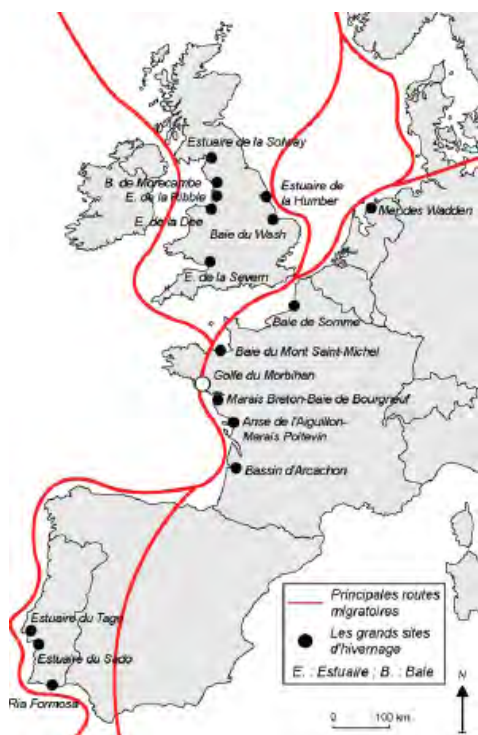 Estuaire de la Solway
B. de Morecambe
E. de la Ribble
Estuaire de
la Humber
E. de la Dee
Baie du Wash
Mer des Wadden
E. de la Severn
Baie de Somme
Baie du Mont Saint-Michel
Golfe du Morbihan
Marais Breton-Baie de Bourgneuf
Anse de l'Aiguillon-
Marais Poitevin
Bassin d'Arcachon
Estuaire du Tage
Estuaire du Sado
Ria Formosa
Principales routes
migratoires
Les grands sites
d'hivernage
E. : Estuaire ; B. : Baie
N
0 100 km